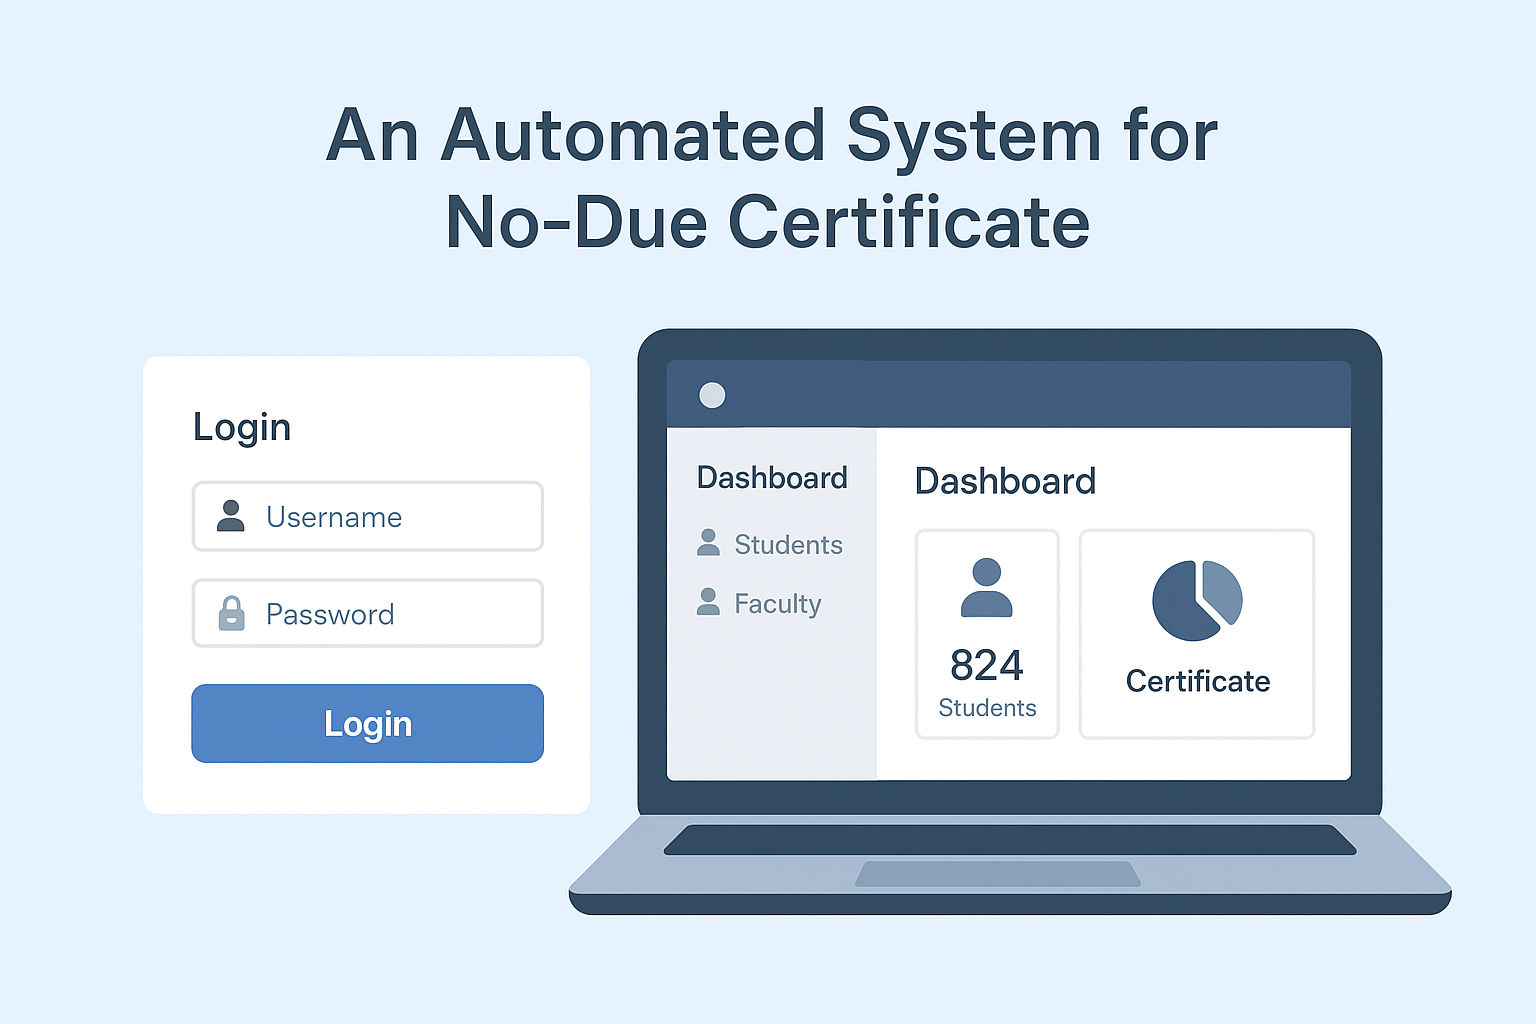 An Automated System for
No-Due Certificate
Login
Username
Password
Login
Dashboard
Students
Faculty
Dashboard
824
Students
Certificate